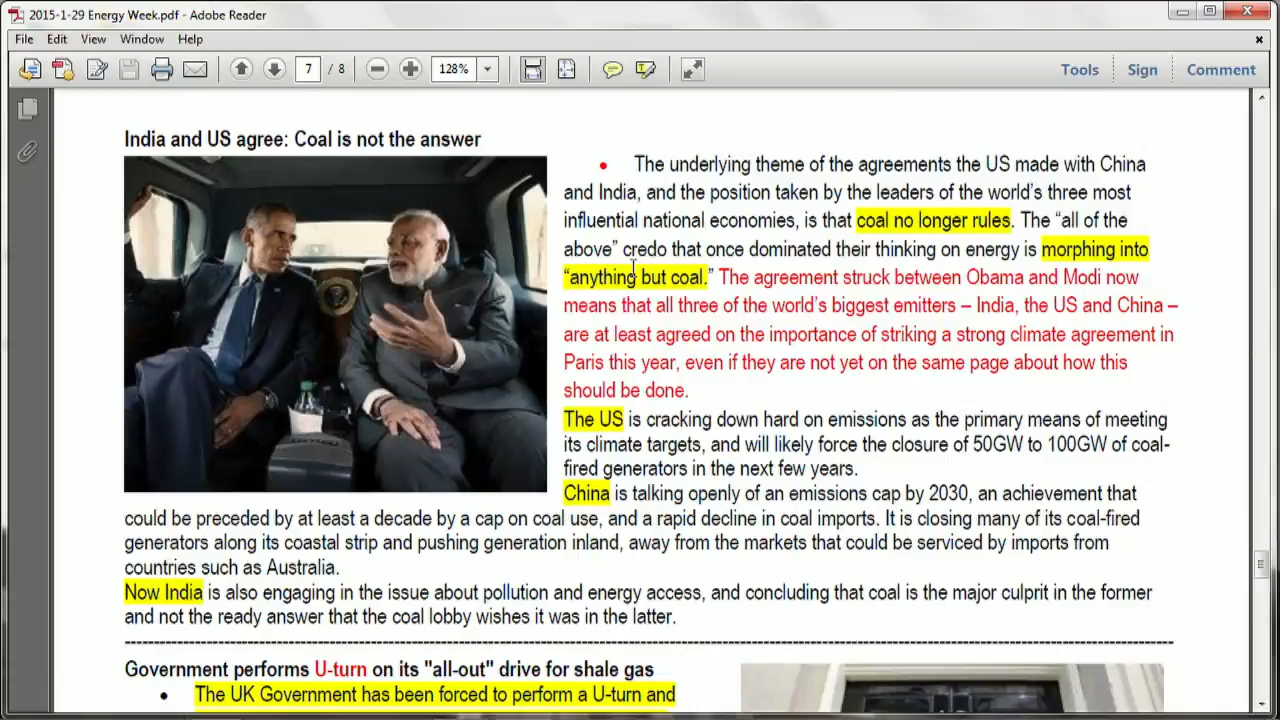 2015-1-29 Energy Week.pdf - Adobe Reader
File Edit View Window Help
7 / 8 128% Tools Sign Comment
India and US agree: Coal is not the answer
• The underlying theme of the agreements the US made with China
and India, and the position taken by the leaders of the world’s three most
influential national economies, is that coal no longer rules. The “all of the
above” credo that once dominated their thinking on energy is morphing into
“anything but coal.” The agreement struck between Obama and Modi now
means that all three of the world’s biggest emitters – India, the US and China –
are at least agreed on the importance of striking a strong climate agreement in
Paris this year, even if they are not yet on the same page about how this
should be done.
The US is cracking down hard on emissions as the primary means of meeting
its climate targets, and will likely force the closure of 50GW to 100GW of coal-
fired generators in the next few years.
China is talking openly of an emissions cap by 2030, an achievement that
could be preceded by at least a decade by a cap on coal use, and a rapid decline in coal imports. It is closing many of its coal-fired
generators along its coastal strip and pushing generation inland, away from the markets that could be serviced by imports from
countries such as Australia.
Now India is also engaging in the issue about pollution and energy access, and concluding that coal is the major culprit in the former
and not the ready answer that the coal lobby wishes it was in the latter.
Government performs U-turn on its "all-out" drive for shale gas
• The UK Government has been forced to perform a U-turn and